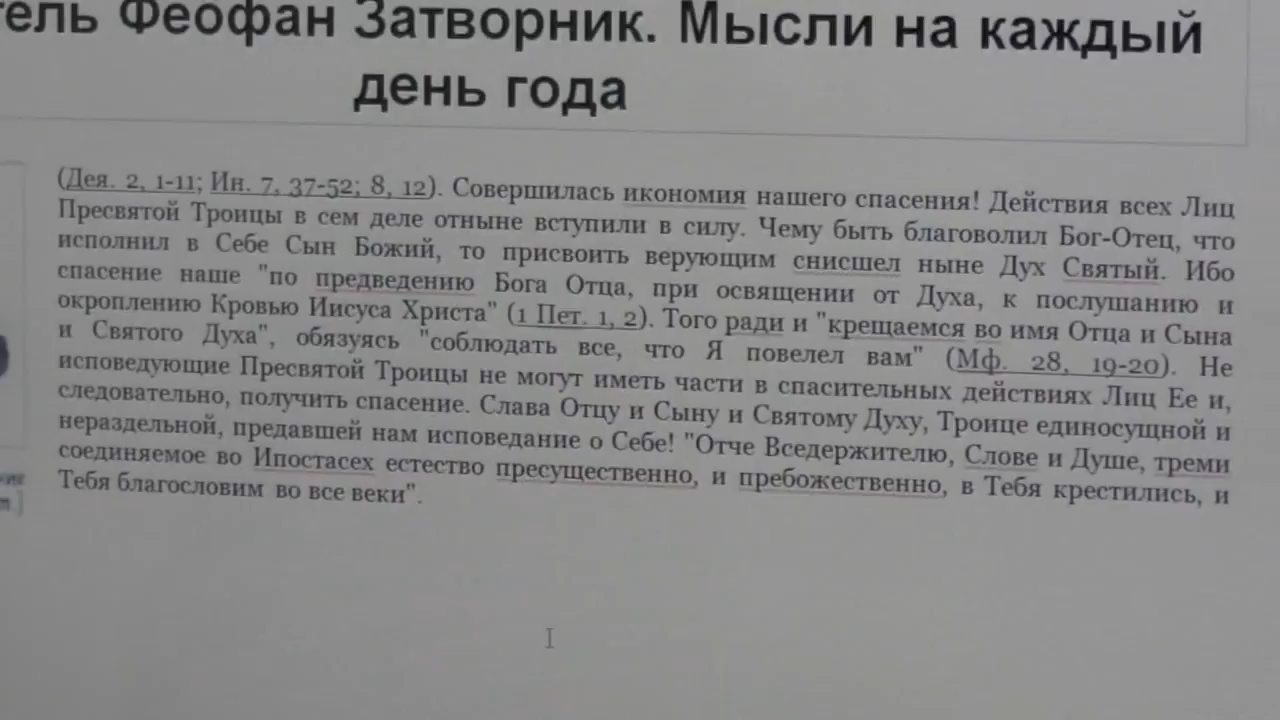 Феофан Затворник. Мысли на каждый
день года
(Дея. 2, 1-11; Ин. 7, 37-52; 8, 12). Совершилась икономия нашего спасения! Действия всех Лиц
Пресвятой Троицы в сем деле отныне вступили в силу. Чему быть благоволил Бог-Отец, что
исполнил в Себе Сын Божий, то присвоить верующим снисшел ныне Дух Святый. Ибо
спасение наше "по предведению Бога Отца, при освящении от Духа, к послушанию и
окроплению Кровью Иисуса Христа" (1 Пет. 1, 2). Того ради и "крещаемся во имя Отца и Сына
и Святого Духа", обязуясь "соблюдать все, что Я повелел вам" (Мф. 28, 19-20). Не
исповедующие Пресвятой Троицы не могут иметь части в спасительных действиях Лиц Ее и,
следовательно, получить спасение. Слава Отцу и Сыну и Святому Духу, Троице единосущной и
нераздельной, предавшей нам исповедание о Себе! "Отче Вседержителю, Слове и Душе, треми
соединяемое во Ипостасех естество пресущественно, и пребожественно, в Тебя крестились, и
Тебя благословим во все веки".